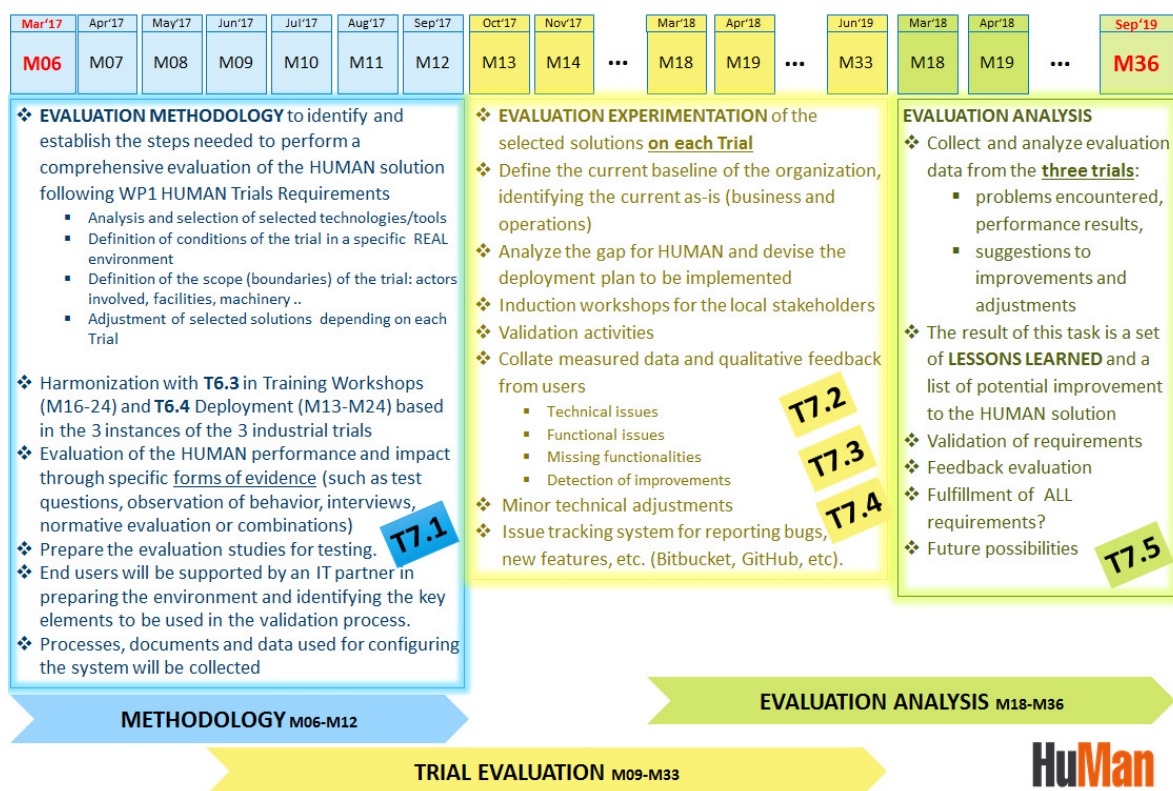 Mar'17 Apr'17 May'17 Jun'17 Jul'17 Aug'17 Sep'17 Oct'17 Nov'17 Mar'18 Apr'18 Jun'19 Mar'18 Apr'18 Sep'19
M06 M07 M08 M09 M10 M11 M12 M13 M14 ... M18 M19 ... M33 M18 M19 ... M36
❖ EVALUATION METHODOLOGY to identify and
establish the steps needed to perform a
comprehensive evaluation of the HUMAN solution
following WP1 HUMAN Trials Requirements
▪ Analysis and selection of selected technologies/tools
▪ Definition of conditions of the trial in a specific REAL
environment
▪ Definition of the scope (boundaries) of the trial: actors
involved, facilities, machinery ..
▪ Adjustment of selected solutions depending on each
Trial
❖ Harmonization with T6.3 in Training Workshops
(M16-24) and T6.4 Deployment (M13-M24) based
in the 3 instances of the 3 industrial trials
❖ Evaluation of the HUMAN performance and impact
through specific forms of evidence (such as test
questions, observation of behavior, interviews,
normative evaluation or combinations)
❖ Prepare the evaluation studies for testing.
❖ End users will be supported by an IT partner in
preparing the environment and identifying the key
elements to be used in the validation process.
❖ Processes, documents and data used for configuring
the system will be collected
T7.1
❖ EVALUATION EXPERIMENTATION of the
selected solutions on each Trial
❖ Define the current baseline of the organization,
identifying the current as-is (business and
operations)
❖ Analyze the gap for HUMAN and devise the
deployment plan to be implemented
❖ Induction workshops for the local stakeholders
❖ Validation activities
❖ Collate measured data and qualitative feedback
from users
▪ Technical issues
▪ Functional issues
▪ Missing functionalities
▪ Detection of improvements
❖ Minor technical adjustments
❖ Issue tracking system for reporting bugs,
new features, etc. (Bitbucket, GitHub, etc).
T7.2
T7.3
T7.4
EVALUATION ANALYSIS
❖ Collect and analyze evaluation
data from the three trials:
▪ problems encountered,
performance results,
▪ suggestions to
improvements and
adjustments
❖ The result of this task is a set
of LESSONS LEARNED and a
list of potential improvement
to the HUMAN solution
❖ Validation of requirements
❖ Feedback evaluation
❖ Fulfillment of ALL
requirements?
❖ Future possibilities
T7.5
EVALUATION ANALYSIS M18-M36
METHODOLOGY M06-M12
TRIAL EVALUATION M09-M33
HuMan